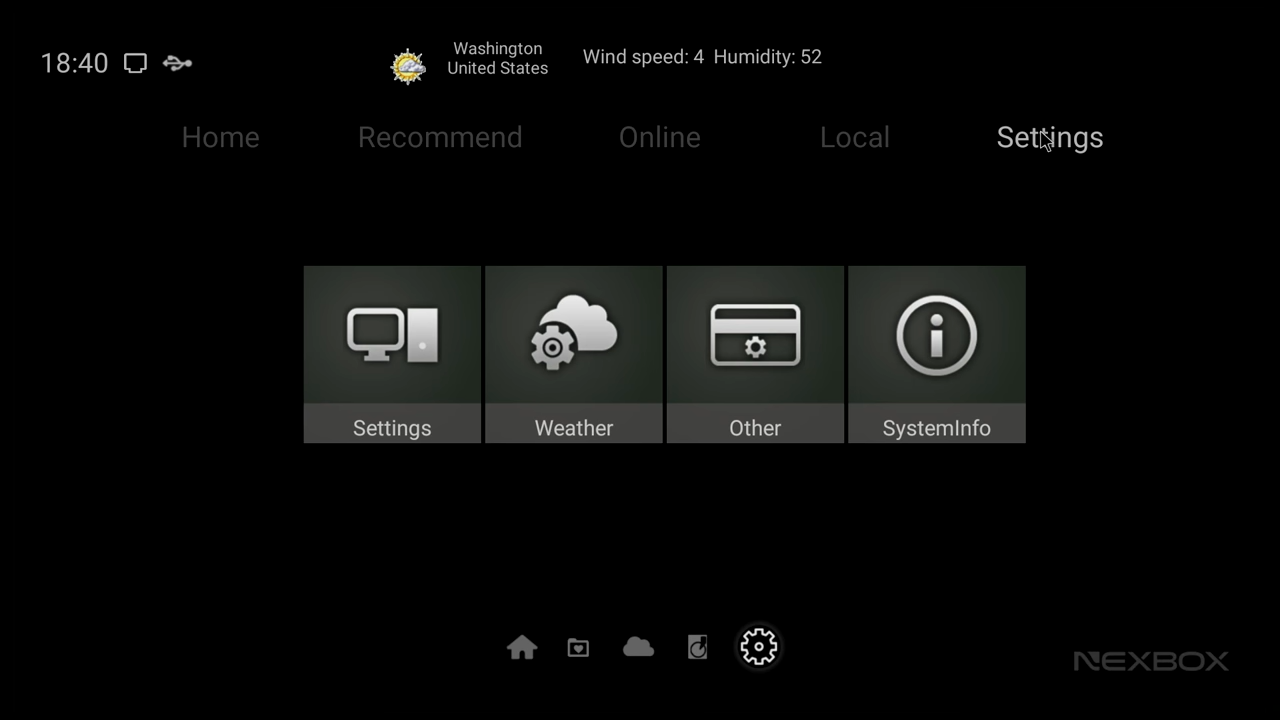 18:40
Washington
United States
Wind speed: 4 Humidity: 52
Home Recommend Online Local Settings
Settings Weather Other SystemInfo
NEXBOX